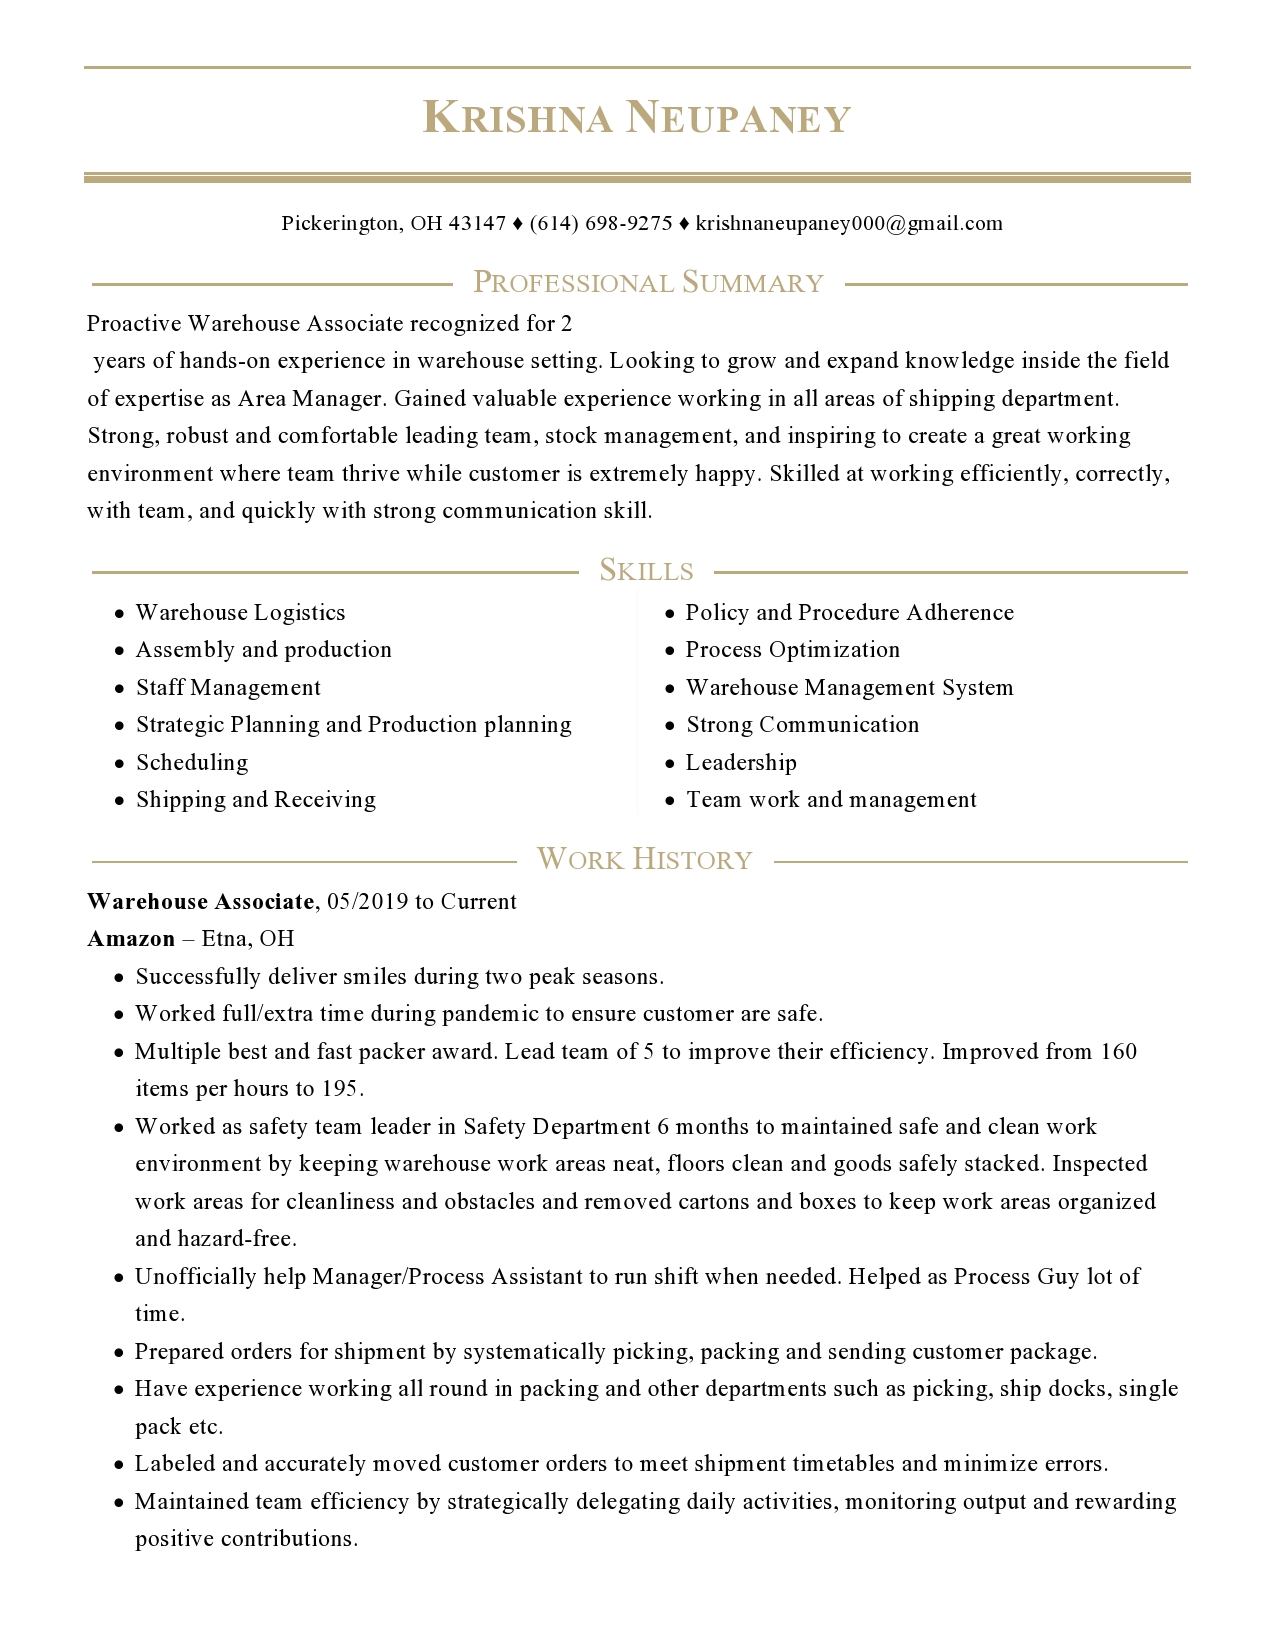 Krishna Neupaney
Pickerington, OH 43147 ♦ (614) 698-9275 ♦ krishnaneupaney000@gmail.com
Professional Summary
Proactive Warehouse Associate recognized for 2
years of hands-on experience in warehouse setting. Looking to grow and expand knowledge inside the field
of expertise as Area Manager. Gained valuable experience working in all areas of shipping department.
Strong, robust and comfortable leading team, stock management, and inspiring to create a great working
environment where team thrive while customer is extremely happy. Skilled at working efficiently, correctly,
with team, and quickly with strong communication skill.
Skills
• Warehouse Logistics
• Assembly and production
• Staff Management
• Strategic Planning and Production planning
• Scheduling
• Shipping and Receiving
• Policy and Procedure Adherence
• Process Optimization
• Warehouse Management System
• Strong Communication
• Leadership
• Team work and management
Work History
Warehouse Associate, 05/2019 to Current
Amazon – Etna, OH
• Successfully deliver smiles during two peak seasons.
• Worked full/extra time during pandemic to ensure customer are safe.
• Multiple best and fast packer award. Lead team of 5 to improve their efficiency. Improved from 160
items per hours to 195.
• Worked as safety team leader in Safety Department 6 months to maintained safe and clean work
environment by keeping warehouse work areas neat, floors clean and goods safely stacked. Inspected
work areas for cleanliness and obstacles and removed cartons and boxes to keep work areas organized
and hazard-free.
• Unofficially help Manager/Process Assistant to run shift when needed. Helped as Process Guy lot of
time.
• Prepared orders for shipment by systematically picking, packing and sending customer package.
• Have experience working all round in packing and other departments such as picking, ship docks, single
pack etc.
• Labeled and accurately moved customer orders to meet shipment timetables and minimize errors.
• Maintained team efficiency by strategically delegating daily activities, monitoring output and rewarding
positive contributions.